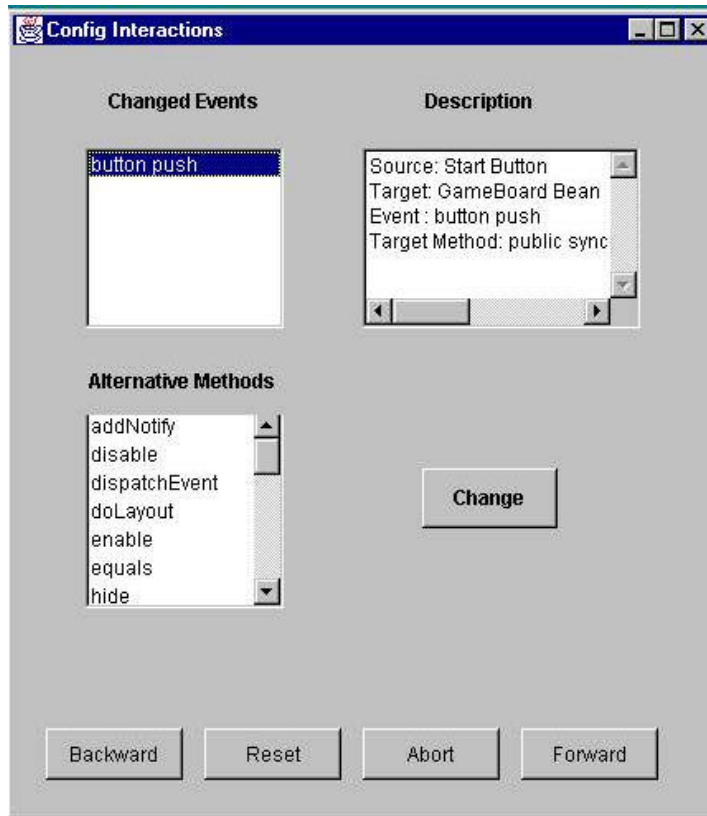 Config Interactions
Changed Events
Description
button push
Source: Start Button
Target: GameBoard Bean
Event : button push
Target Method: public sync
Alternative Methods
addNotify
disable
dispatchEvent
doLayout
enable
equals
hide
Change
Backward
Reset
Abort
Forward